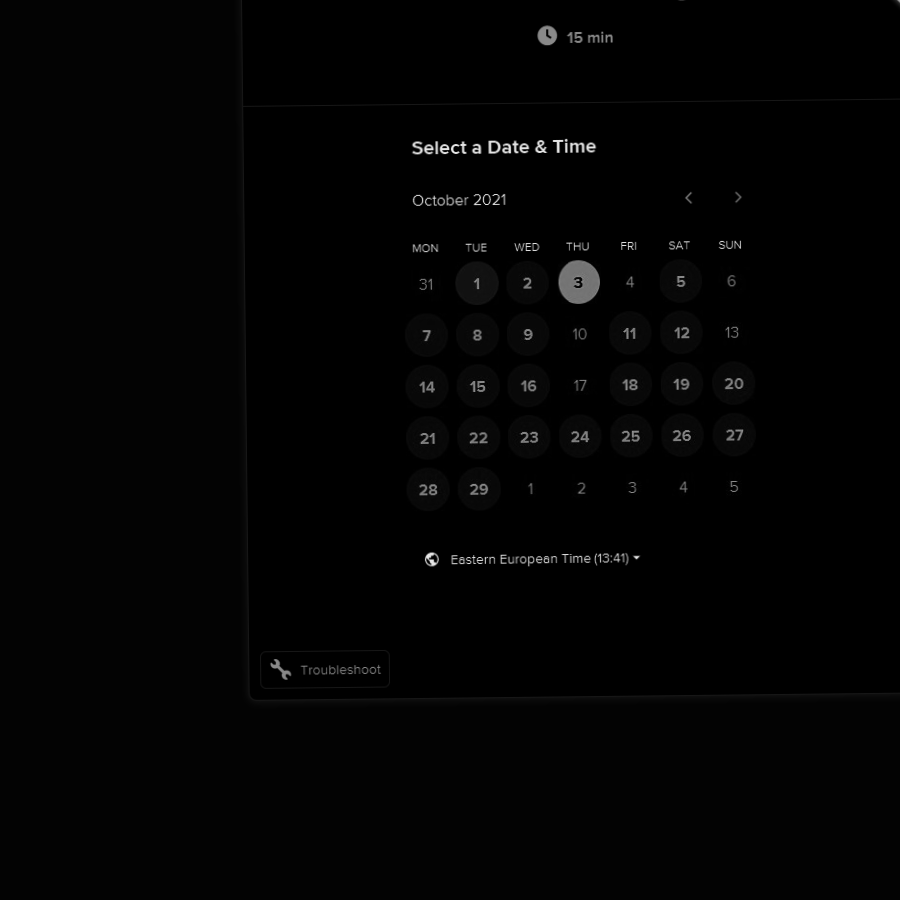 15 min
Select a Date & Time
October 2021
MON TUE WED THU FRI SAT SUN
31 1 2 3 4 5 6
7 8 9 10 11 12 13
14 15 16 17 18 19 20
21 22 23 24 25 26 27
28 29 1 2 3 4 5
Eastern European Time (13:41)
Troubleshoot